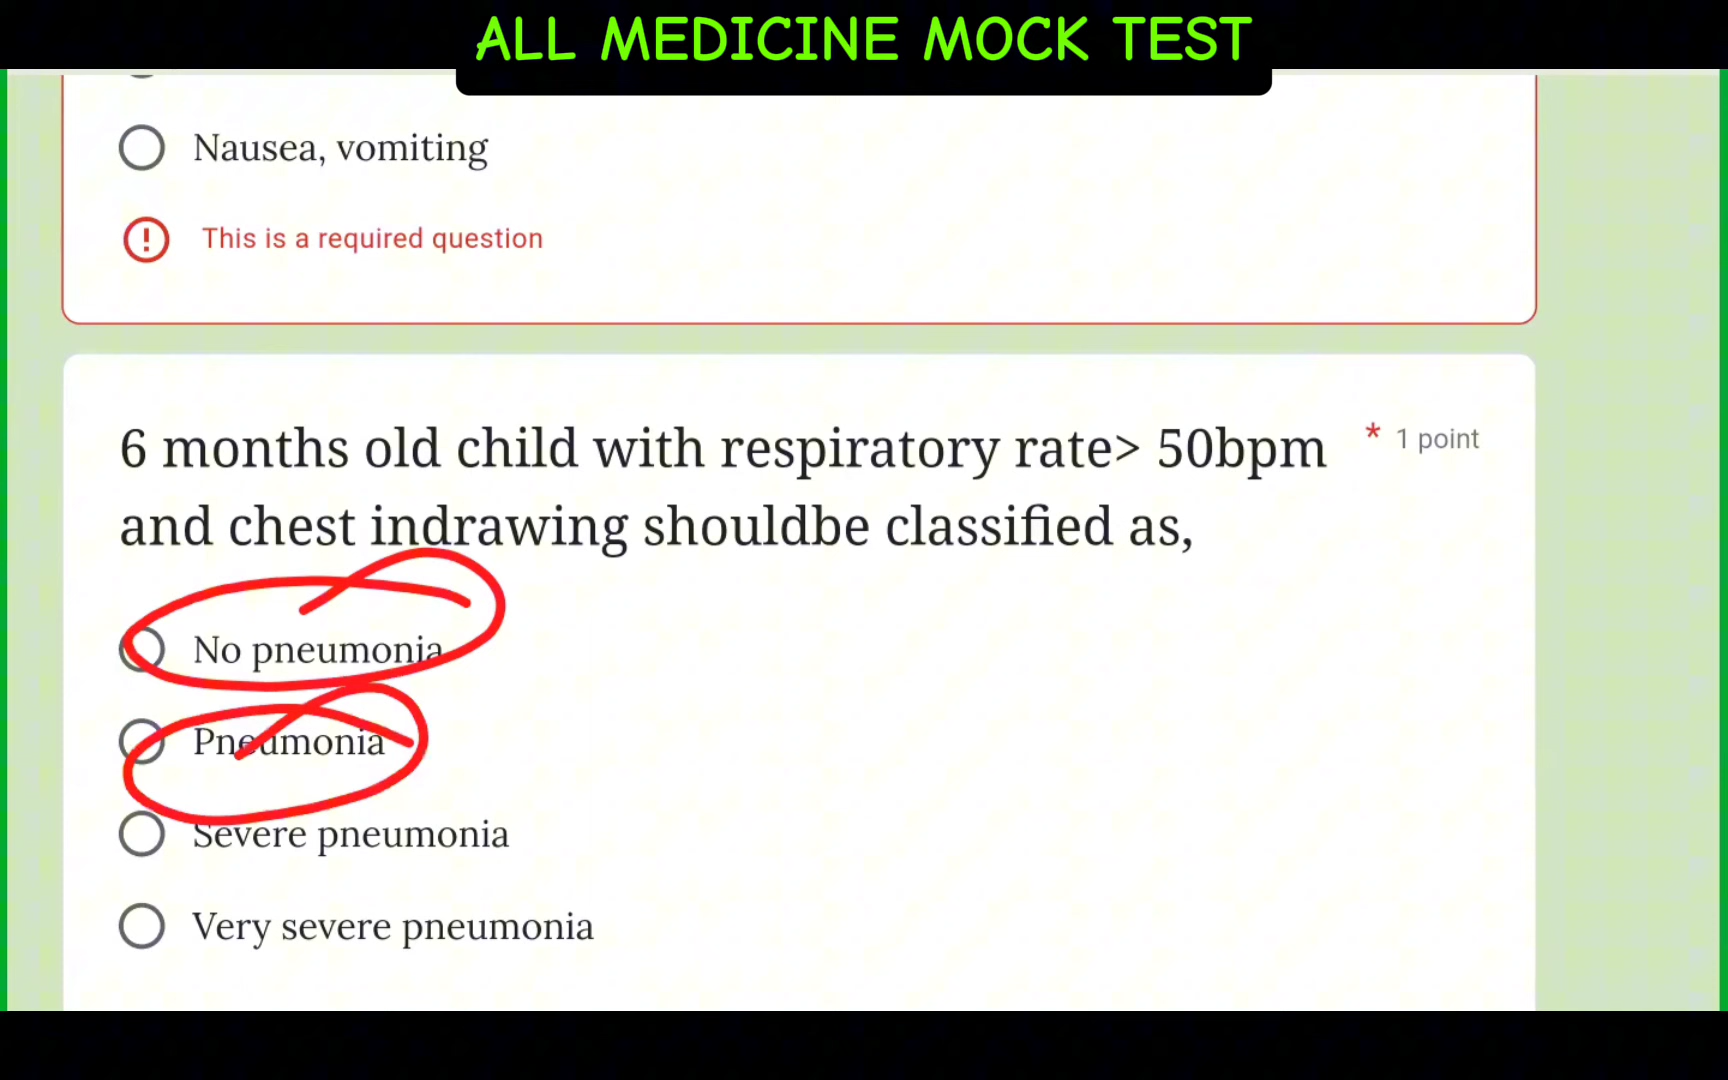 ALL MEDICINE MOCK TEST
Nausea, vomiting
This is a required question
6 months old child with respiratory rate> 50bpm * 1 point
and chest indrawing shouldbe classified as,
No pneumonia
Pneumonia
Severe pneumonia
Very severe pneumonia